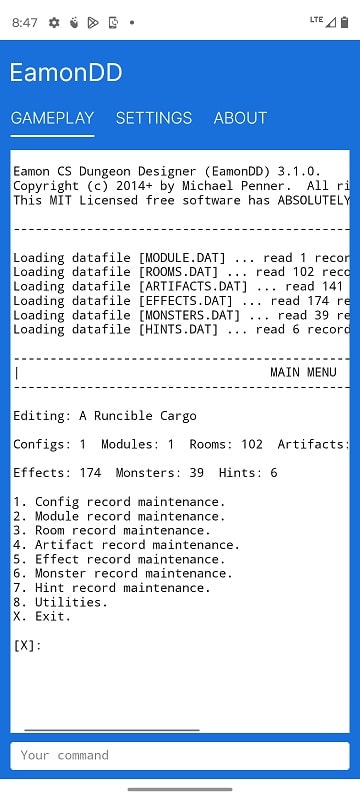 8:47
LTE
EamonDD
GAMEPLAY SETTINGS ABOUT
Eamon CS Dungeon Designer (EamonDD) 3.1.0.
Copyright (c) 2014+ by Michael Penner.  All ri
This MIT Licensed free software has ABSOLUTELY
------------------------------------------------
Loading datafile [MODULE.DAT] ... read 1 recor
Loading datafile [ROOMS.DAT] ... read 102 reco
Loading datafile [ARTIFACTS.DAT] ... read 141
Loading datafile [EFFECTS.DAT] ... read 174 re
Loading datafile [MONSTERS.DAT] ... read 39 re
Loading datafile [HINTS.DAT] ... read 6 record
------------------------------------------------
| MAIN MENU
------------------------------------------------
Editing: A Runcible Cargo
Configs: 1  Modules: 1  Rooms: 102  Artifacts:
Effects: 174  Monsters: 39  Hints: 6
1. Config record maintenance.
2. Module record maintenance.
3. Room record maintenance.
4. Artifact record maintenance.
5. Effect record maintenance.
6. Monster record maintenance.
7. Hint record maintenance.
8. Utilities.
X. Exit.
[X]:
Your command